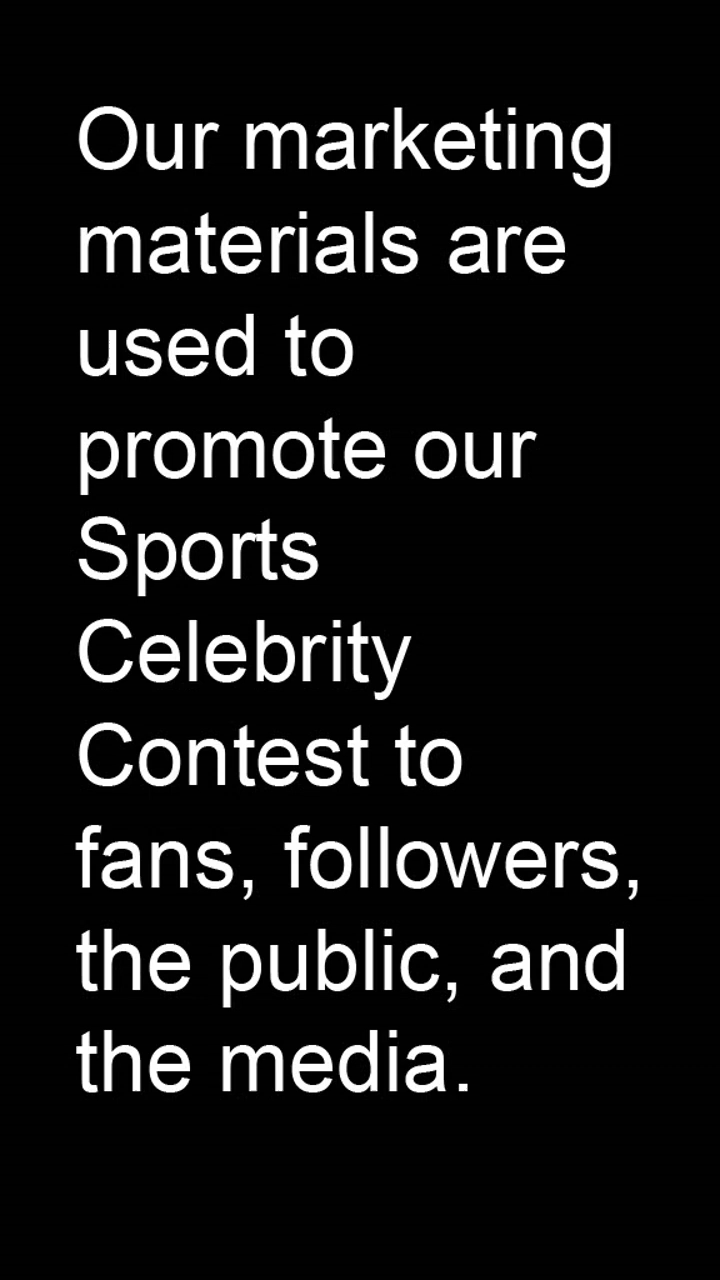 Our marketing
materials are
used to
promote our
Sports
Celebrity
Contest to
fans, followers,
the public, and
the media.